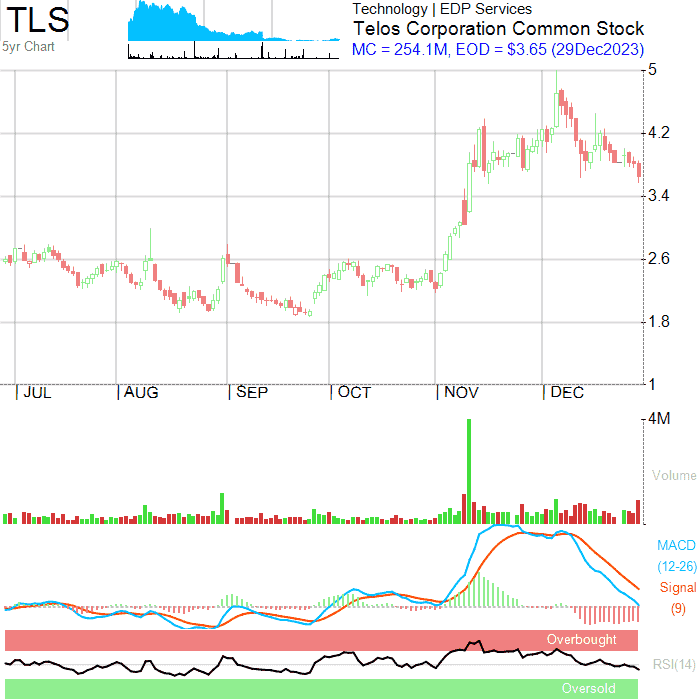 TLS
5yr Chart
Technology | EDP Services
Telos Corporation Common Stock
MC = 254.1M, EOD = $3.65 (29Dec2023)
5
4.2
3.4
2.6
1.8
1
JUL AUG SEP OCT NOV DEC
4M
Volume
MACD
(12-26)
Signal
(9)
Overbought
RSI(14)
Oversold